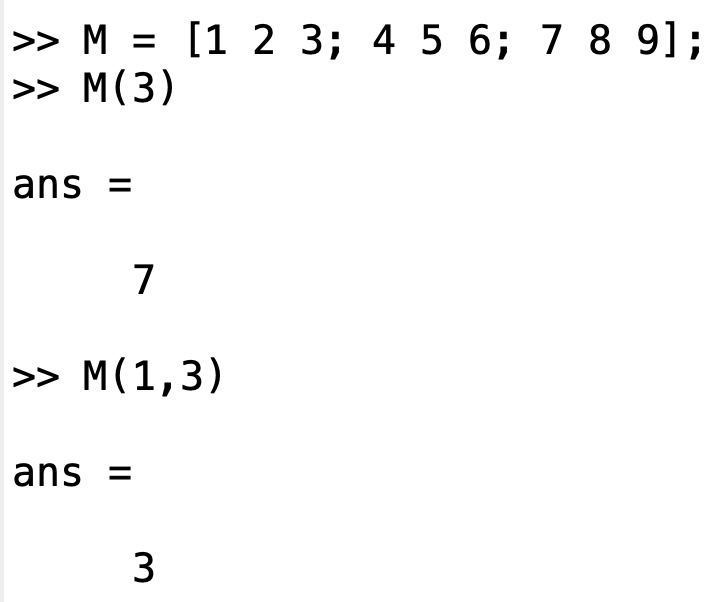 >> M = [1 2 3; 4 5 6; 7 8 9];
>> M(3)
ans =
7
>> M(1,3)
ans =
3